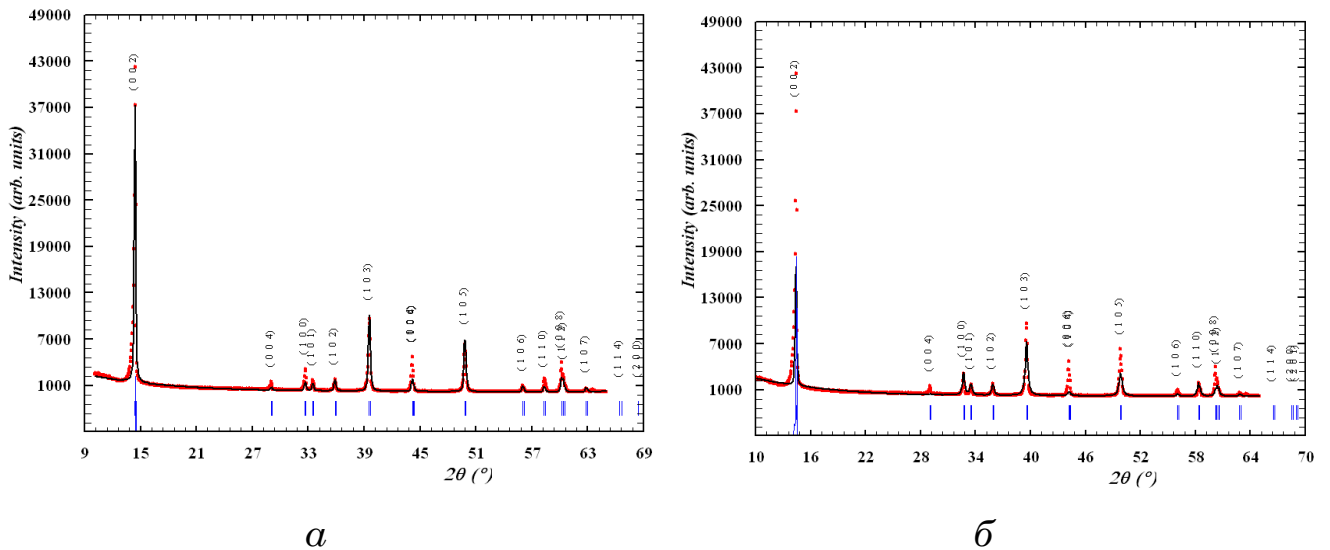 49000
43000
37000
31000
25000
19000
13000
7000
1000
Intensity (arb. units)
(0 0 2)
(0 0 4)
(1 0 0)
(1 0 1)
(1 0 2)
(1 0 3)
(1 0 5)
(1 0 6)
(1 1 0)
(1 0 7)
(1 1 4)
(2 0 0)
9 15 21 27 33 39 45 51 57 63 69
2θ (°)
а
49000
43000
37000
31000
25000
19000
13000
7000
1000
Intensity (arb. units)
(0 0 2)
(0 0 4)
(1 0 0)
(1 0 1)
(1 0 2)
(1 0 3)
(1 0 5)
(1 0 6)
(1 1 0)
(1 0 7)
(1 1 4)
10 16 22 28 34 40 46 52 58 64 70
2θ (°)
б